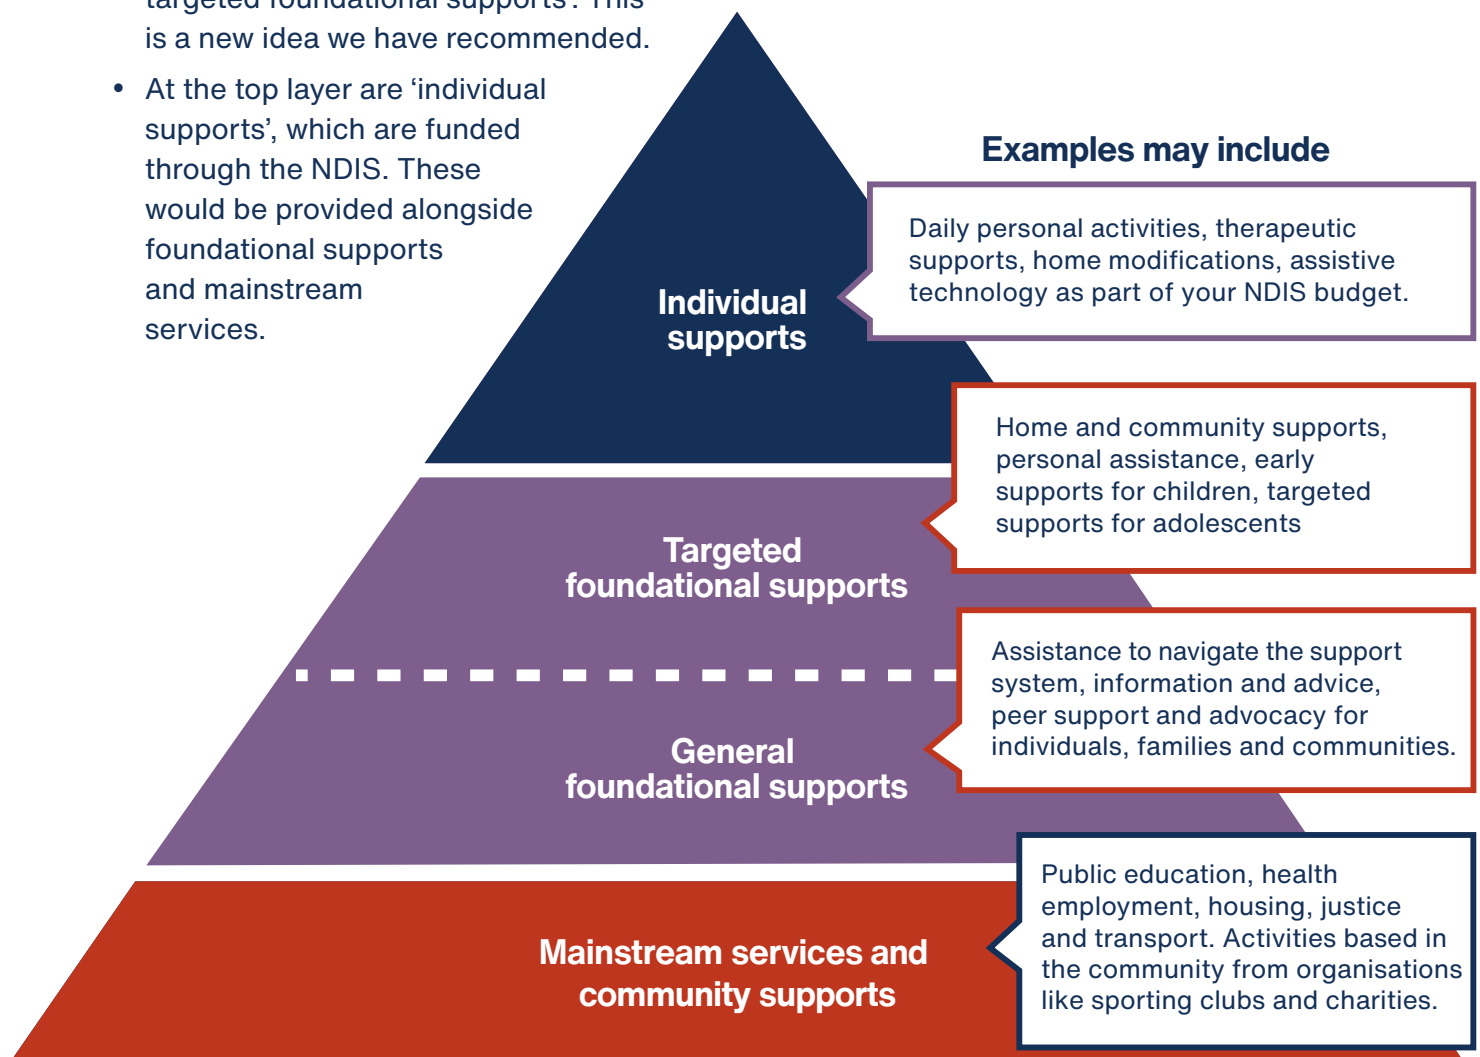 targeted foundational supports'. This
is a new idea we have recommended.
• At the top layer are ‘individual
supports’, which are funded
through the NDIS. These
would be provided alongside
foundational supports
and mainstream
services.
Examples may include
Individual
supports
Daily personal activities, therapeutic
supports, home modifications, assistive
technology as part of your NDIS budget.
Targeted
foundational supports
Home and community supports,
personal assistance, early
supports for children, targeted
supports for adolescents
General
foundational supports
Assistance to navigate the support
system, information and advice,
peer support and advocacy for
individuals, families and communities.
Mainstream services and
community supports
Public education, health
employment, housing, justice
and transport. Activities based in
the community from organisations
like sporting clubs and charities.